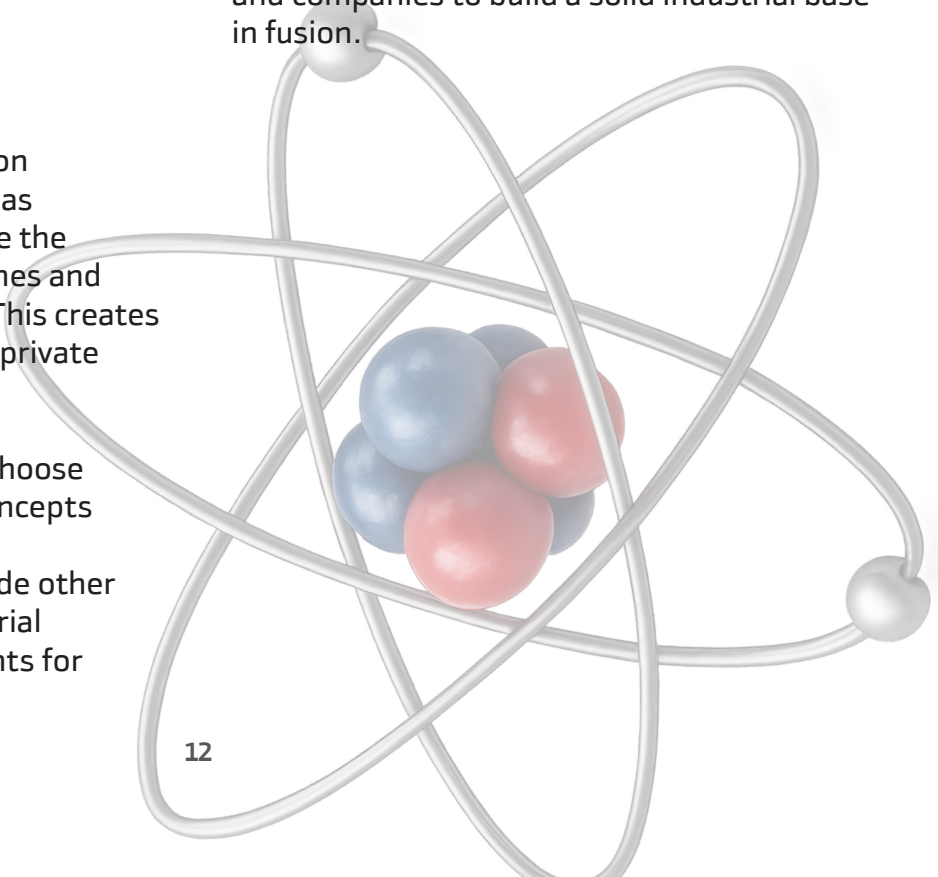 and companies to build a solid industrial base
in fusion.
on
as
e the
nes and
This creates
private
hoose
ncepts
de other
rial
nts for
12